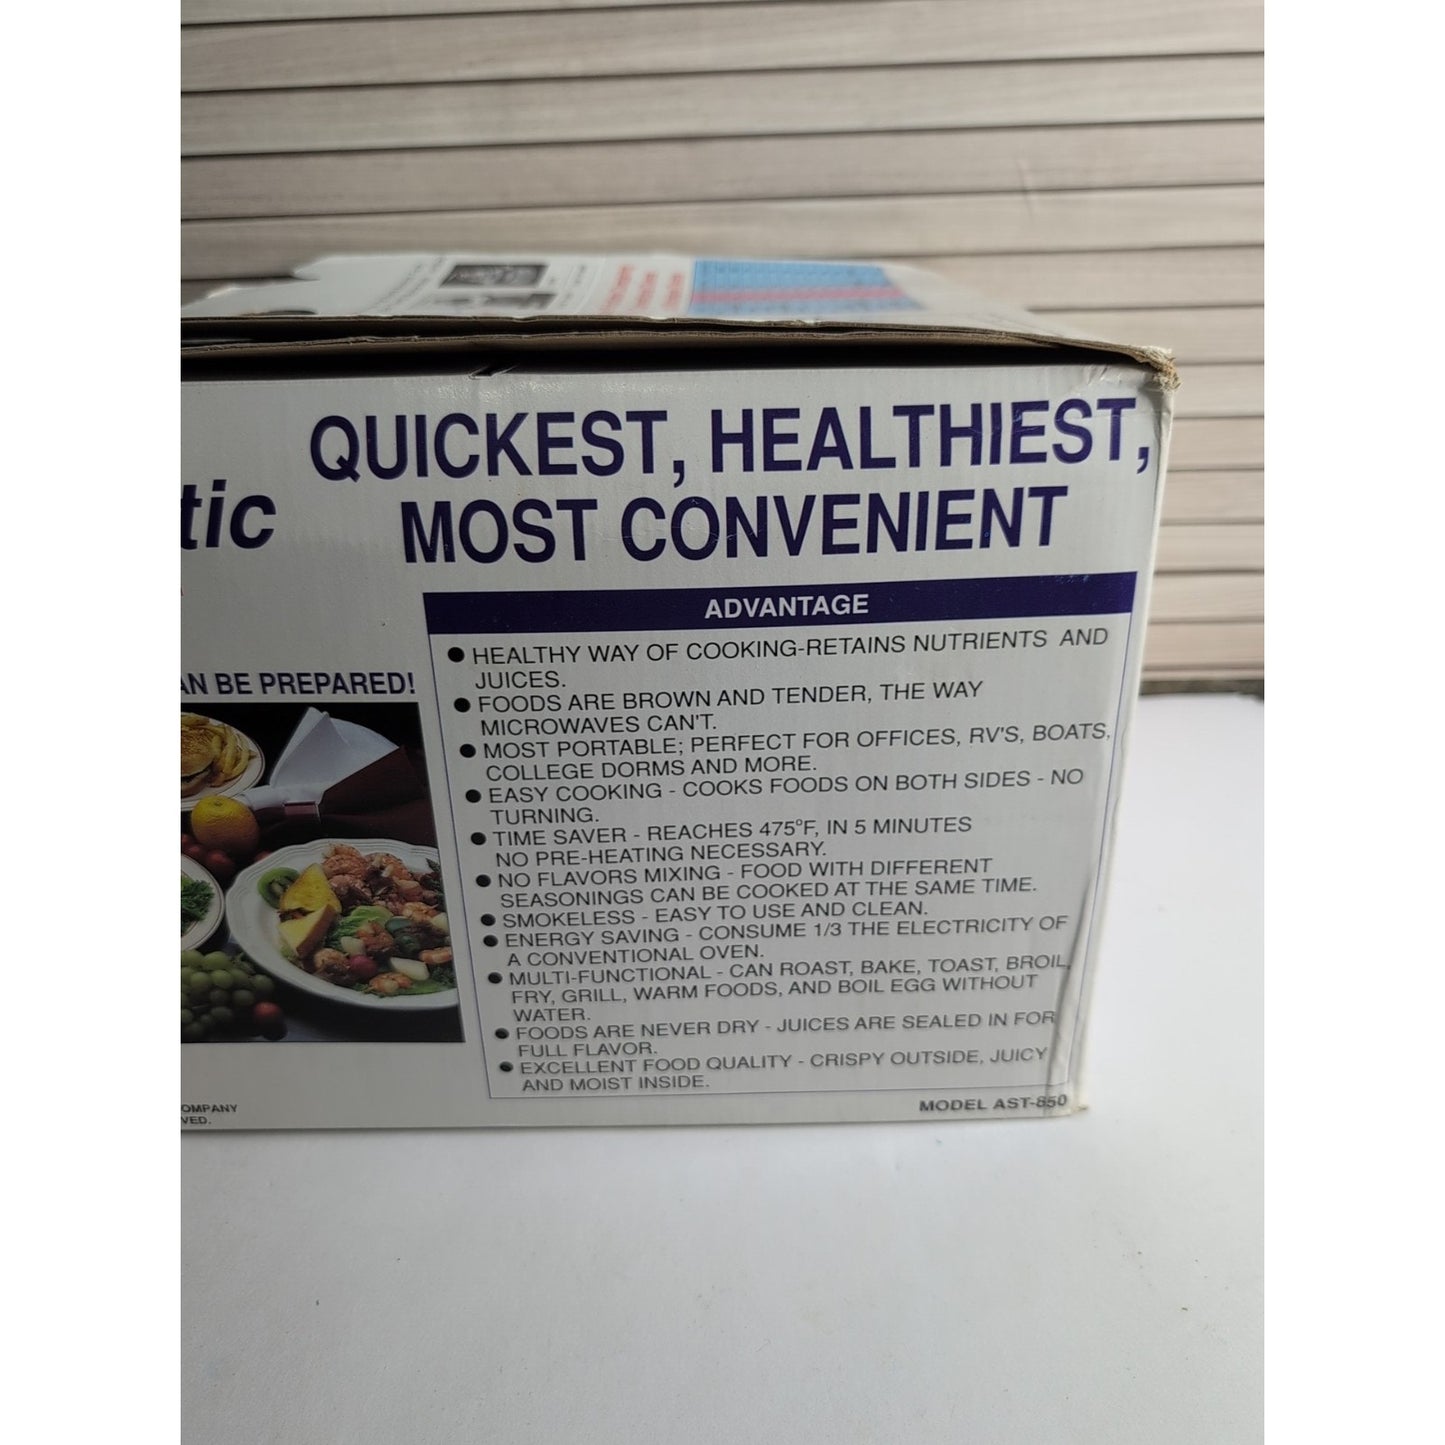 QUICKEST, HEALTHIEST,
tic
MOST CONVENIENT
ADVANTAGE
● HEALTHY WAY OF COOKING-RETAINS NUTRIENTS AND
JUICES.
● FOODS ARE BROWN AND TENDER, THE WAY
MICROWAVES CAN'T.
● MOST PORTABLE; PERFECT FOR OFFICES, RV'S, BOATS,
COLLEGE DORMS AND MORE.
● EASY COOKING - COOKS FOODS ON BOTH SIDES - NO
TURNING.
● TIME SAVER - REACHES 475°F, IN 5 MINUTES
NO PRE-HEATING NECESSARY.
● NO FLAVORS MIXING - FOOD WITH DIFFERENT
SEASONINGS CAN BE COOKED AT THE SAME TIME.
● SMOKELESS - EASY TO USE AND CLEAN.
● ENERGY SAVING - CONSUME 1/3 THE ELECTRICITY OF
A CONVENTIONAL OVEN.
● MULTI-FUNCTIONAL - CAN ROAST, BAKE, TOAST, BROIL,
FRY, GRILL, WARM FOODS, AND BOIL EGG WITHOUT
WATER.
● FOODS ARE NEVER DRY - JUICES ARE SEALED IN FOR
FULL FLAVOR.
● EXCELLENT FOOD QUALITY - CRISPY OUTSIDE, JUICY
AND MOIST INSIDE.
AN BE PREPARED!
OMPANY
VED.
MODEL AST-850